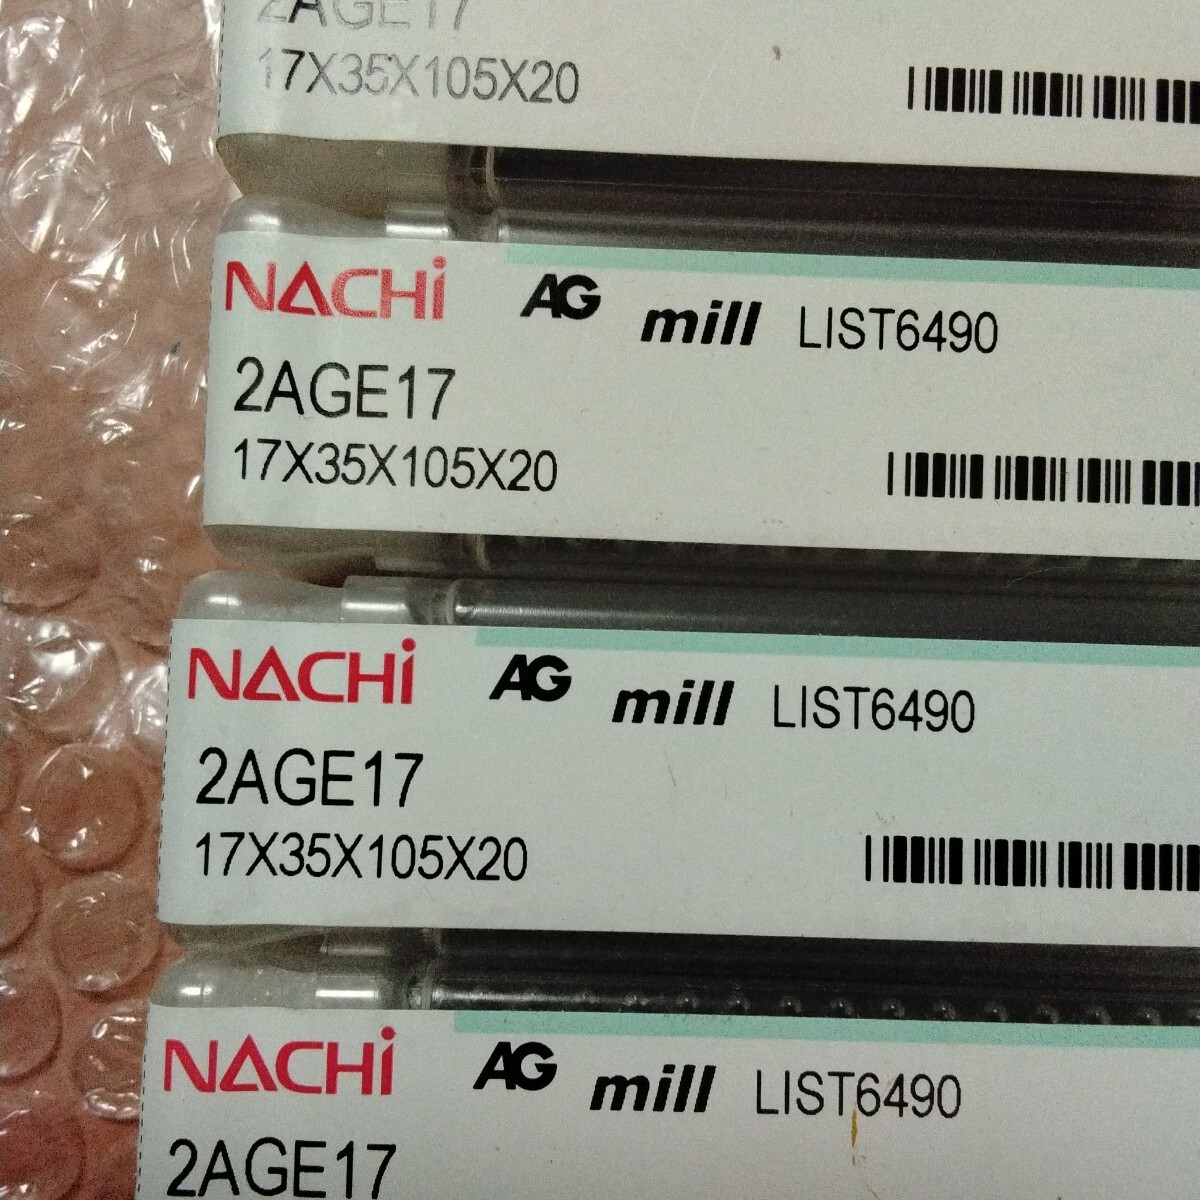 2AGE17
17X35X105X20
NACHi AG mill LIST6490
2AGE17
17X35X105X20
NACHi AG mill LIST6490
2AGE17
17X35X105X20
NACHi AG mill LIST6490
2AGE17